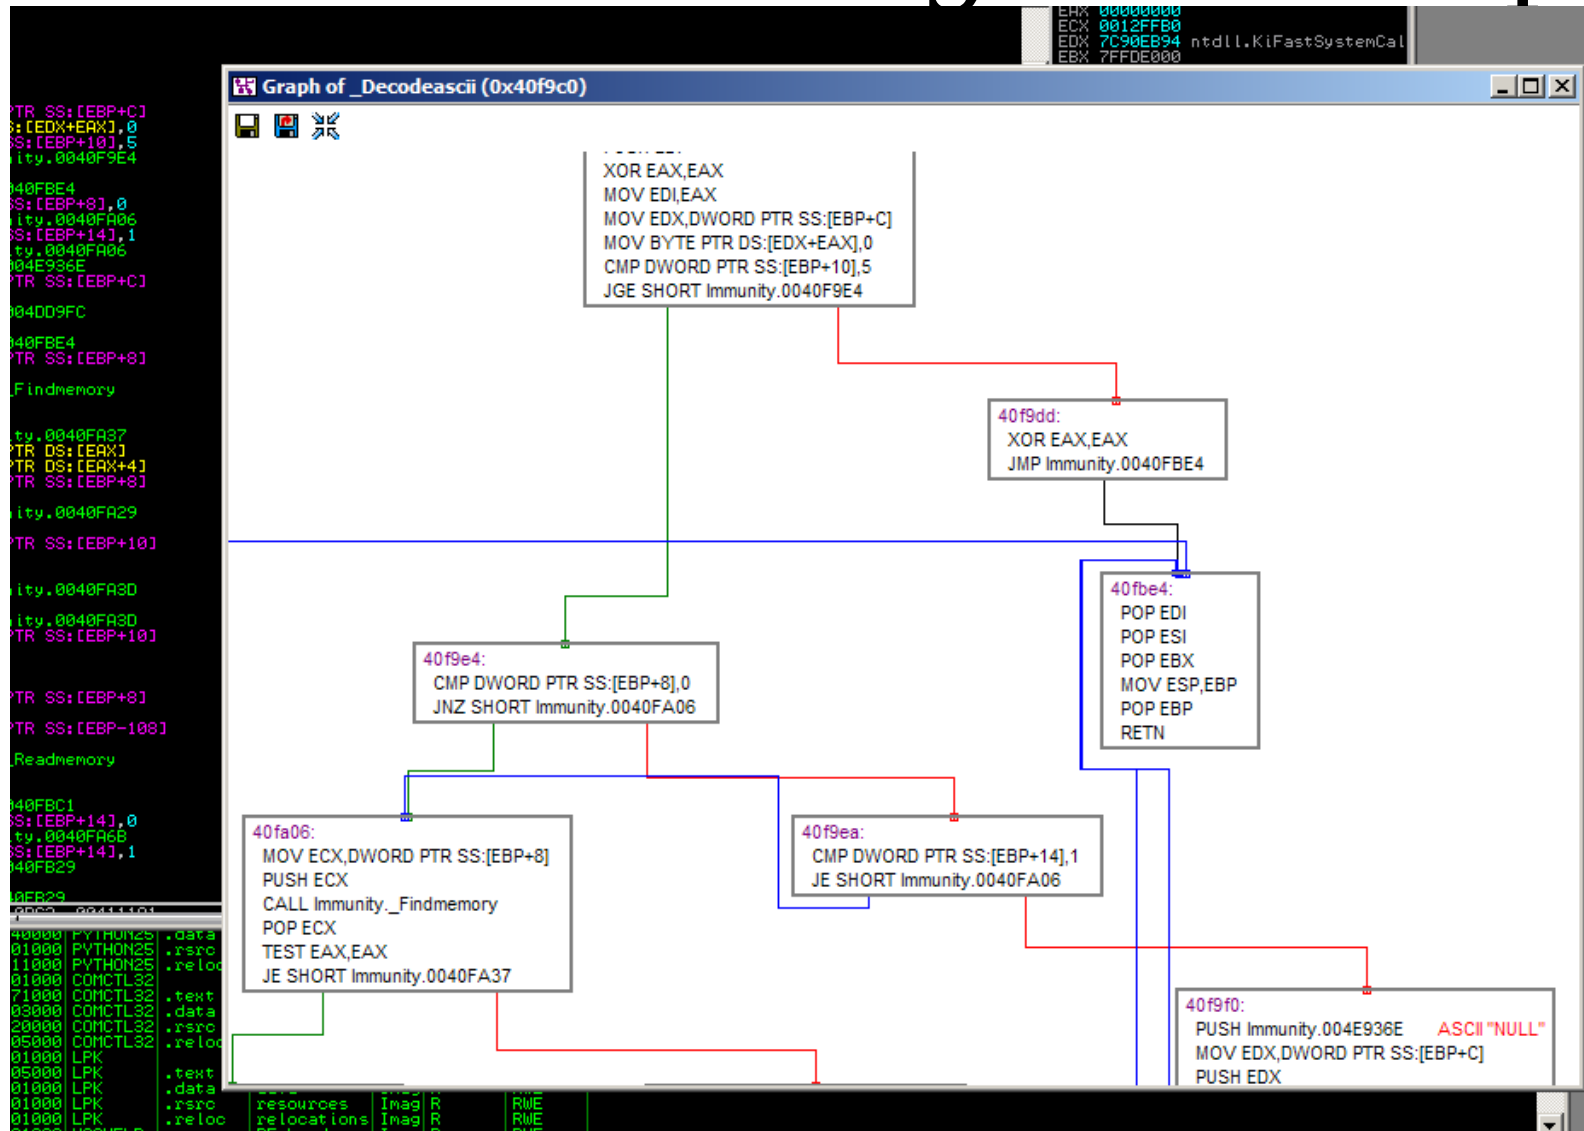 EAX 00000000
ECX 0012FFB0
EDX 7C90EB94 ntdll.KiFastSystemCal
EBX 7FFDE000
Graph of _Decodeascii (0x40f9c0)
XOR EAX,EAX
MOV EDI,EAX
MOV EDX,DWORD PTR SS:[EBP+C]
MOV BYTE PTR DS:[EDX+EAX],0
CMP DWORD PTR SS:[EBP+10],5
JGE SHORT Immunity.0040F9E4
40f9dd:
XOR EAX,EAX
JMP Immunity.0040FBE4
40fbe4:
POP EDI
POP ESI
POP EBX
MOV ESP,EBP
POP EBP
RETN
40f9e4:
CMP DWORD PTR SS:[EBP+8],0
JNZ SHORT Immunity.0040FA06
40fa06:
MOV ECX,DWORD PTR SS:[EBP+8]
PUSH ECX
CALL Immunity._Findmemory
POP ECX
TEST EAX,EAX
JE SHORT Immunity.0040FA37
40f9ea:
CMP DWORD PTR SS:[EBP+14],1
JE SHORT Immunity.0040FA06
40f9f0:
PUSH Immunity.004E936E ASCII "NULL"
MOV EDX,DWORD PTR SS:[EBP+C]
PUSH EDX
PTR SS:[EBP+C]
S:[EDX+EAX],0
SS:[EBP+10],5
ity.0040F9E4
040FBE4
SS:[EBP+8],0
ity.0040FA06
SS:[EBP+14],1
ty.0040FA06
004E936E
PTR SS:[EBP+C]
004DD9FC
040FBE4
PTR SS:[EBP+8]
_Findmemory
ty.0040FA37
PTR DS:[EAX]
PTR DS:[EAX+4]
PTR SS:[EBP+8]
ity.0040FA29
PTR SS:[EBP+10]
ity.0040FA3D
ity.0040FA3D
PTR SS:[EBP+10]
PTR SS:[EBP+8]
PTR SS:[EBP-108]
_Readmemory
040FBC1
SS:[EBP+14],0
ty.0040FA6B
SS:[EBP+14],1
040FB29
40000 PYTHON25 .data
01000 PYTHON25 .rsrc
11000 PYTHON25 .reloc
01000 COMCTL32
71000 COMCTL32 .text
03000 COMCTL32 .data
20000 COMCTL32 .rsrc
05000 COMCTL32 .reloc
01000 LPK
05000 LPK .text
01000 LPK .data
01000 LPK .rsrc resources Imag R RWE
01000 LPK .reloc relocations Imag R RWE